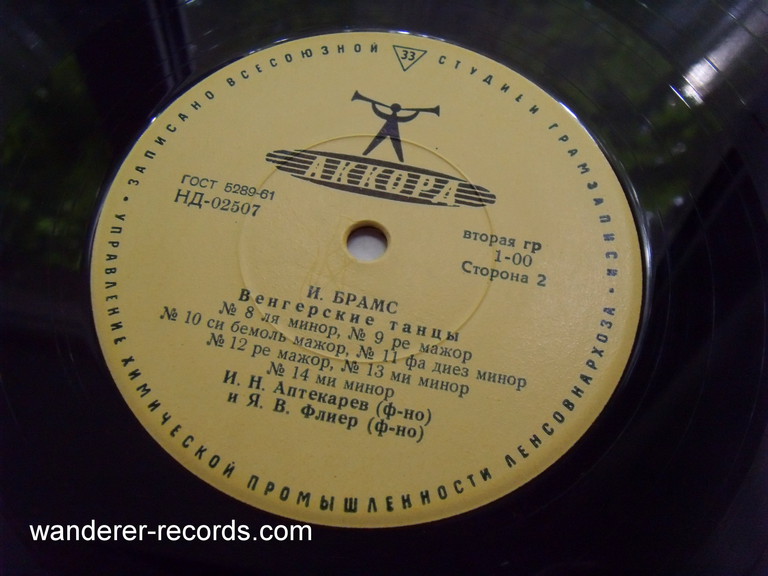 ЗАПИСАНО ВСЕСОЮЗНОЙ 33 СТУДИЕЙ ГРАМЗАПИСИ • УПРАВЛЕНИЕ ХИМИЧЕСКОЙ ПРОМЫШЛЕННОСТИ ЛЕНСОВНАРХОЗА •
АККОРД
ГОСТ 5289-61
НД-02507
вторая гр
1-00
Сторона 2
И. БРАМС
Венгерские танцы
№ 8 ля минор, № 9 ре мажор
№ 10 си бемоль мажор, № 11 фа диез минор
№ 12 ре мажор, № 13 ми минор
№ 14 ми минор
И. Н. Аптекарев (ф-но)
и Я. В. Флиер (ф-но)
wanderer-records.com